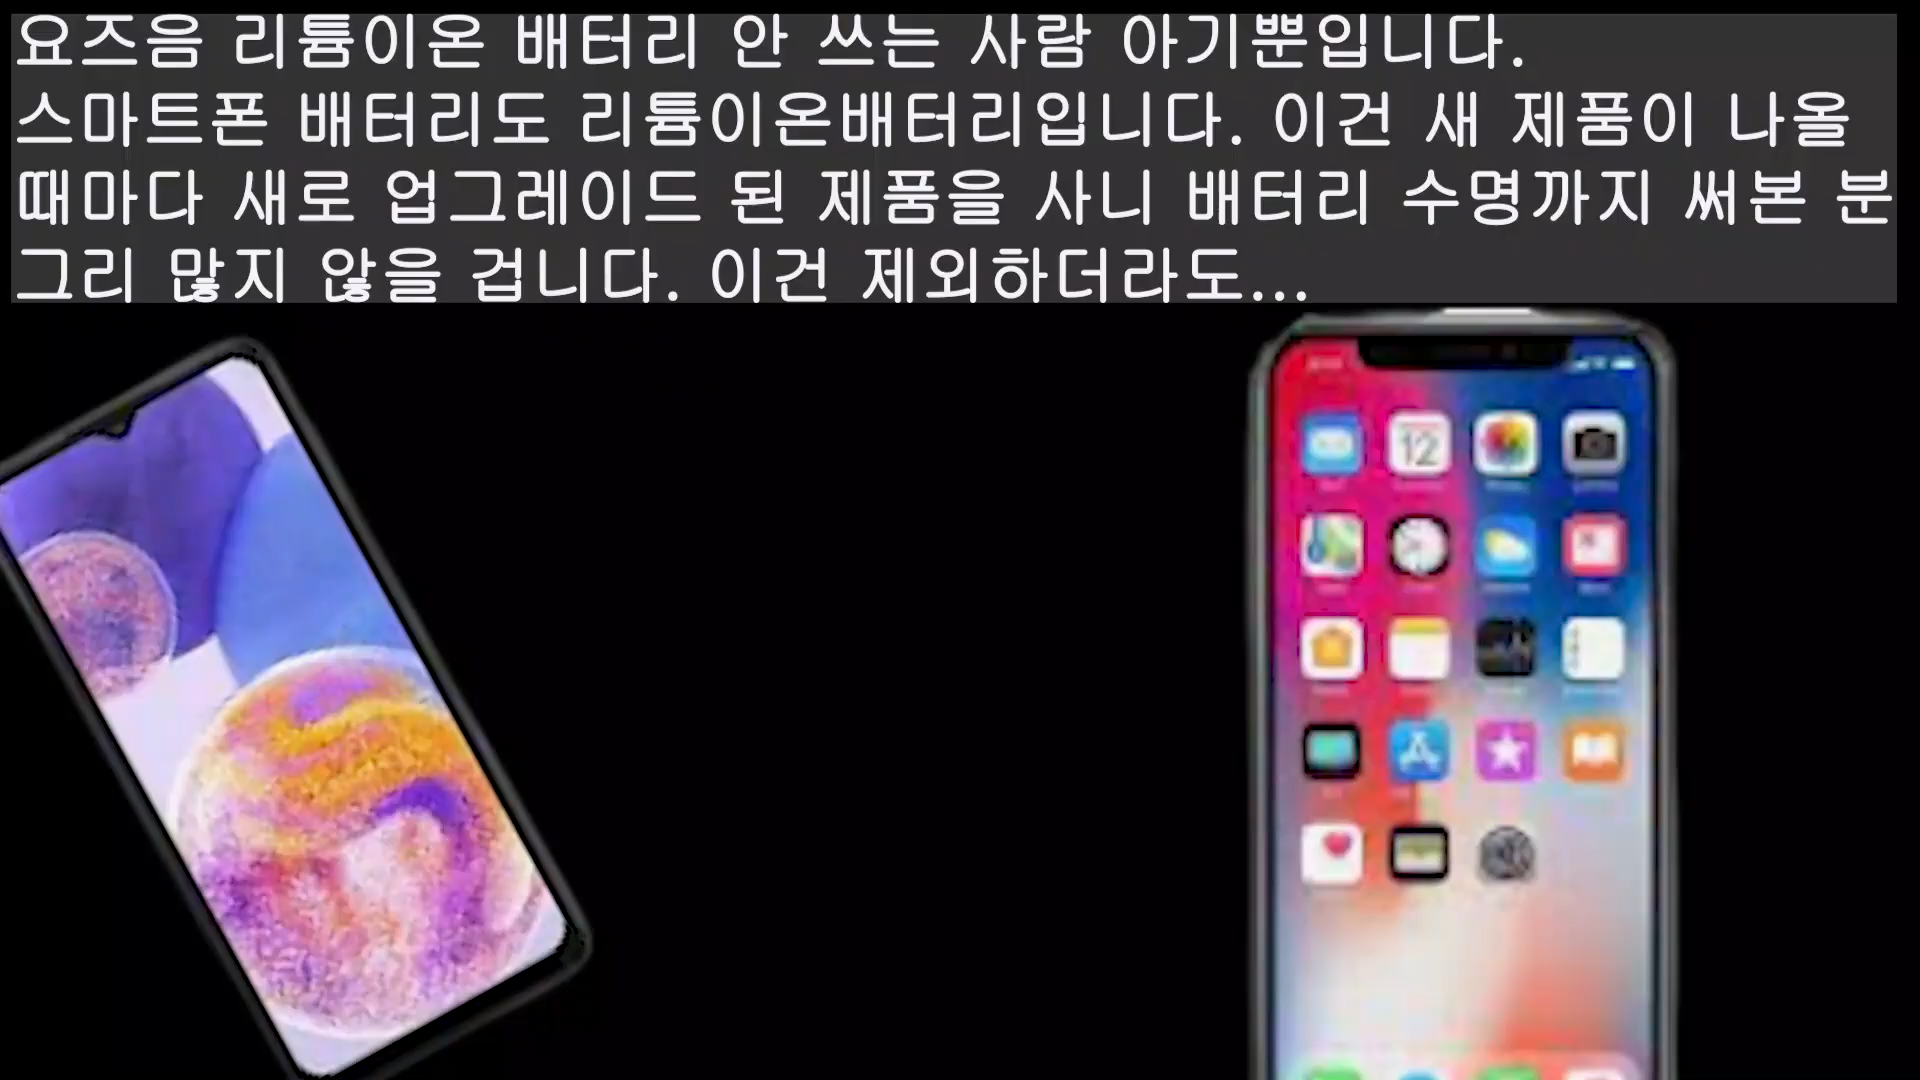 요즈음 리튬이온 배터리 안 쓰는 사람 아기뿐입니다.
스마트폰 배터리도 리튬이온배터리입니다. 이건 새 제품이 나올
때마다 새로 업그레이드 된 제품을 사니 배터리 수명까지 써본 분
그리 많지 않을 겁니다. 이건 제외하더라도...
12